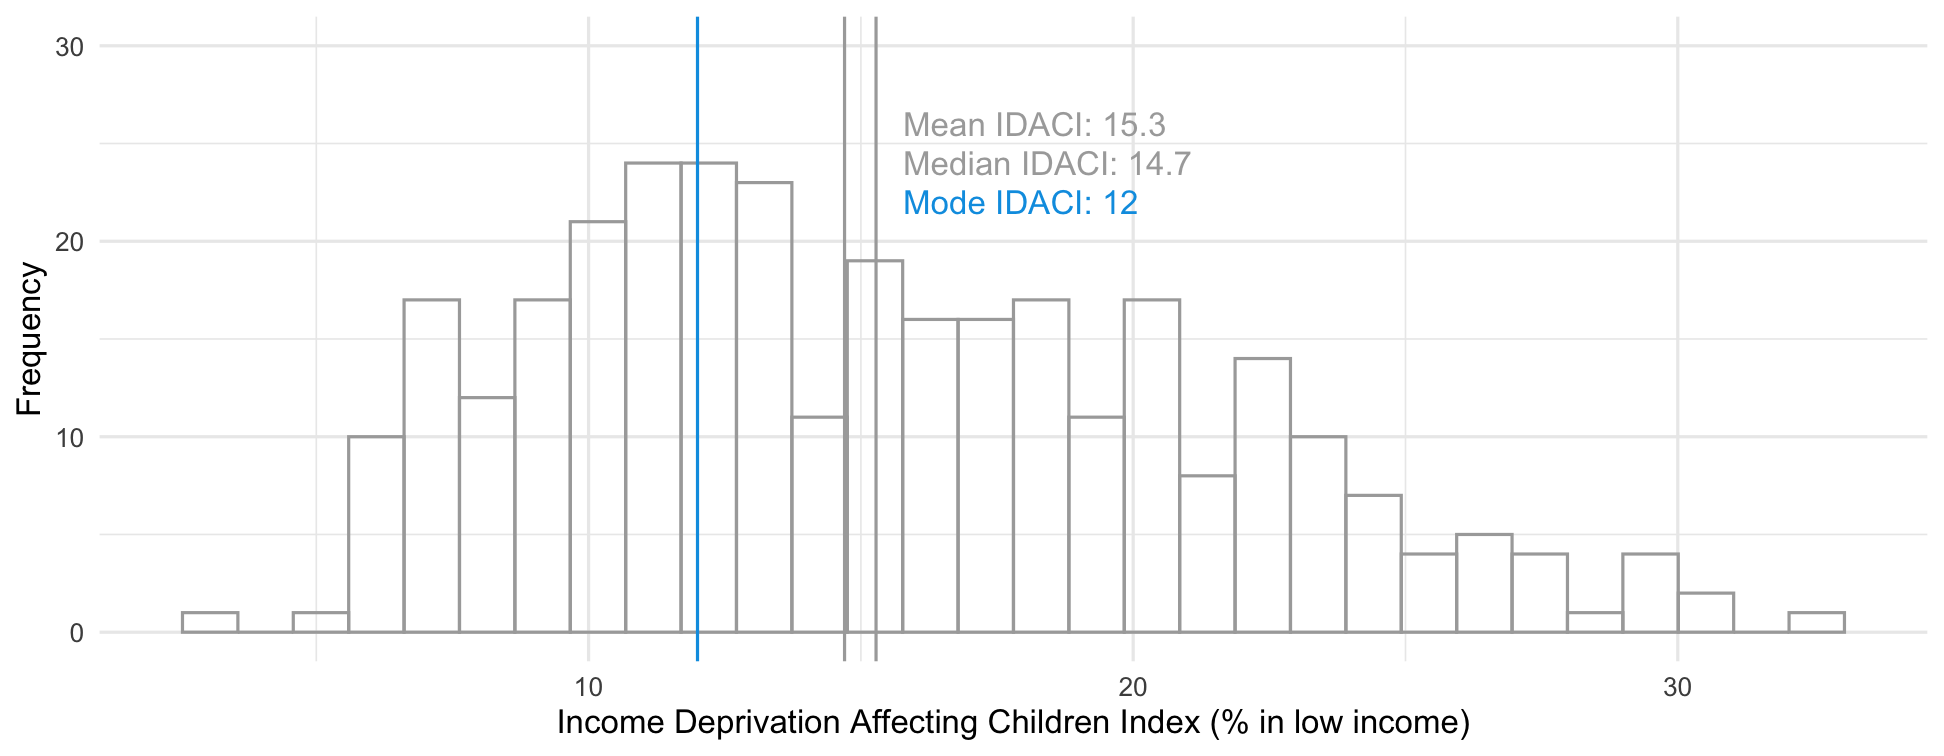 30
20
10
0
Frequency
Mean IDACI: 15.3
Median IDACI: 14.7
Mode IDACI: 12
10
20
30
Income Deprivation Affecting Children Index (% in low income)